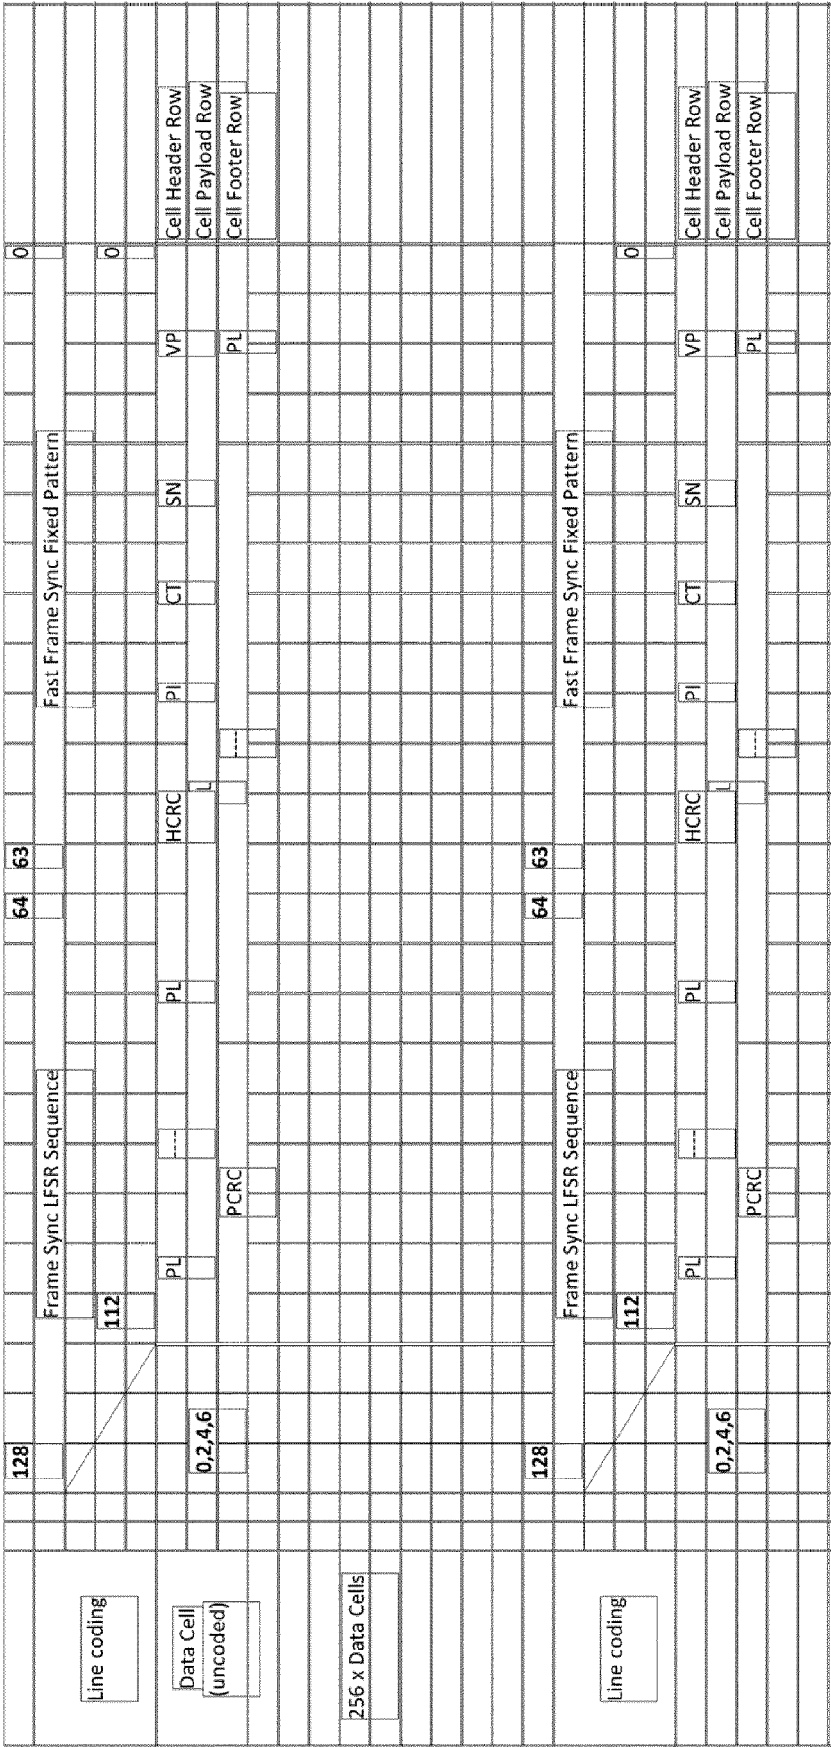 128 64 63 0
Frame Sync LFSR Sequence Fast Frame Sync Fixed Pattern
Line coding
112 0
Data Cell
(uncoded)
PL ---- PL HCRC PI CT SN VP Cell Header Row
0,2,4,6 L Cell Payload Row
PCRC ---- PL Cell Footer Row
256 x Data Cells
128 64 63
Frame Sync LFSR Sequence Fast Frame Sync Fixed Pattern
Line coding
112 0
PL ---- PL HCRC PI CT SN VP Cell Header Row
0,2,4,6 L Cell Payload Row
PCRC ---- PL Cell Footer Row